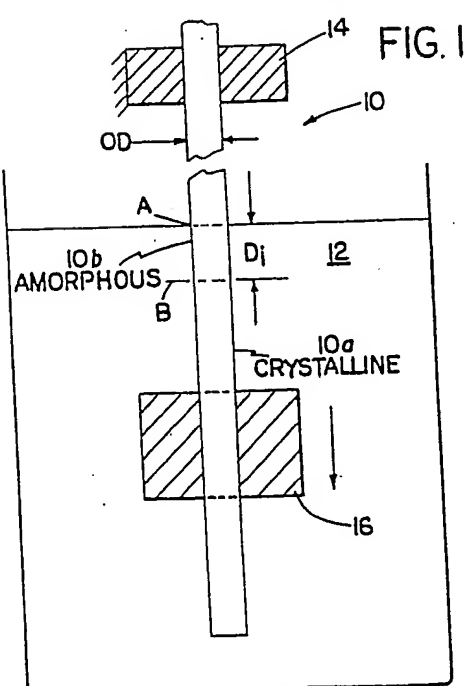 FIG. 1
14
10
OD
A
10b
AMORPHOUS
Di
12
B
10a
CRYSTALLINE
16